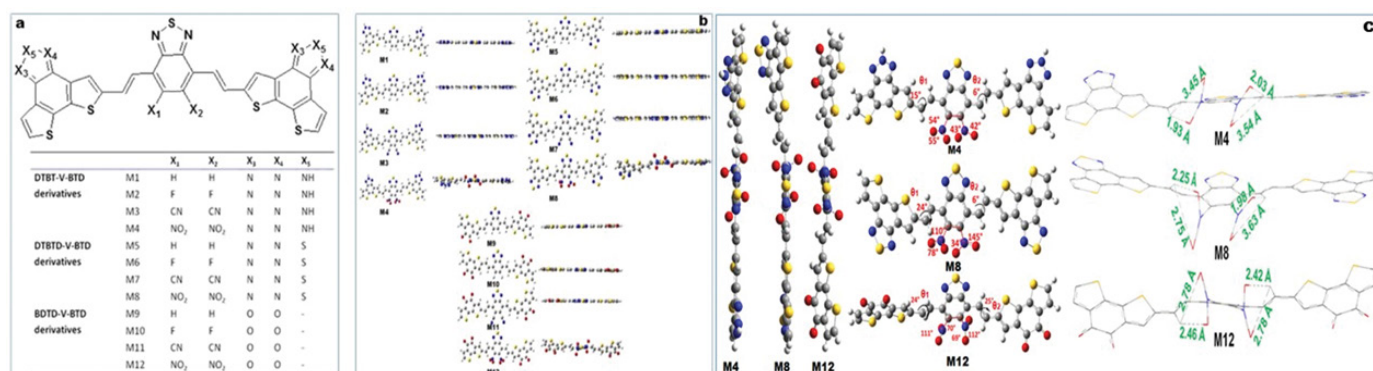 a
S
N N
X5 X4 X3 X5
X3 X4
S S
X1 X2
S S
X1 X2 X3 X4 X5
DTBT-V-BTD M1 H H N N NH
derivatives M2 F F N N NH
M3 CN CN N N NH
M4 NO2 NO2 N N NH
DTBTD-V-BTD M5 H H N N S
derivatives M6 F F N N S
M7 CN CN N N S
M8 NO2 NO2 N N S
BDTD-V-BTD M9 H H O O -
derivatives M10 F F O O -
M11 CN CN O O -
M12 NO2 NO2 O O -
b
M1
M2
M3
M4
M5
M6
M7
M8
M9
M10
M11
c
M4 M8 M12
θ1 θ2
15° 6°
54° 43° 42°
55°
M4
θ1 θ2
24° 6°
110° 145°
78° 34°
M8
θ1 θ2
24° 25°
111° 70° 112°
69°
M12
3.45 Å 2.03 Å
1.93 Å 3.54 Å
M4
2.25 Å 1.98 Å
2.75 Å 3.63 Å
M8
2.78 Å 2.42 Å
2.46 Å 2.78 Å
M12